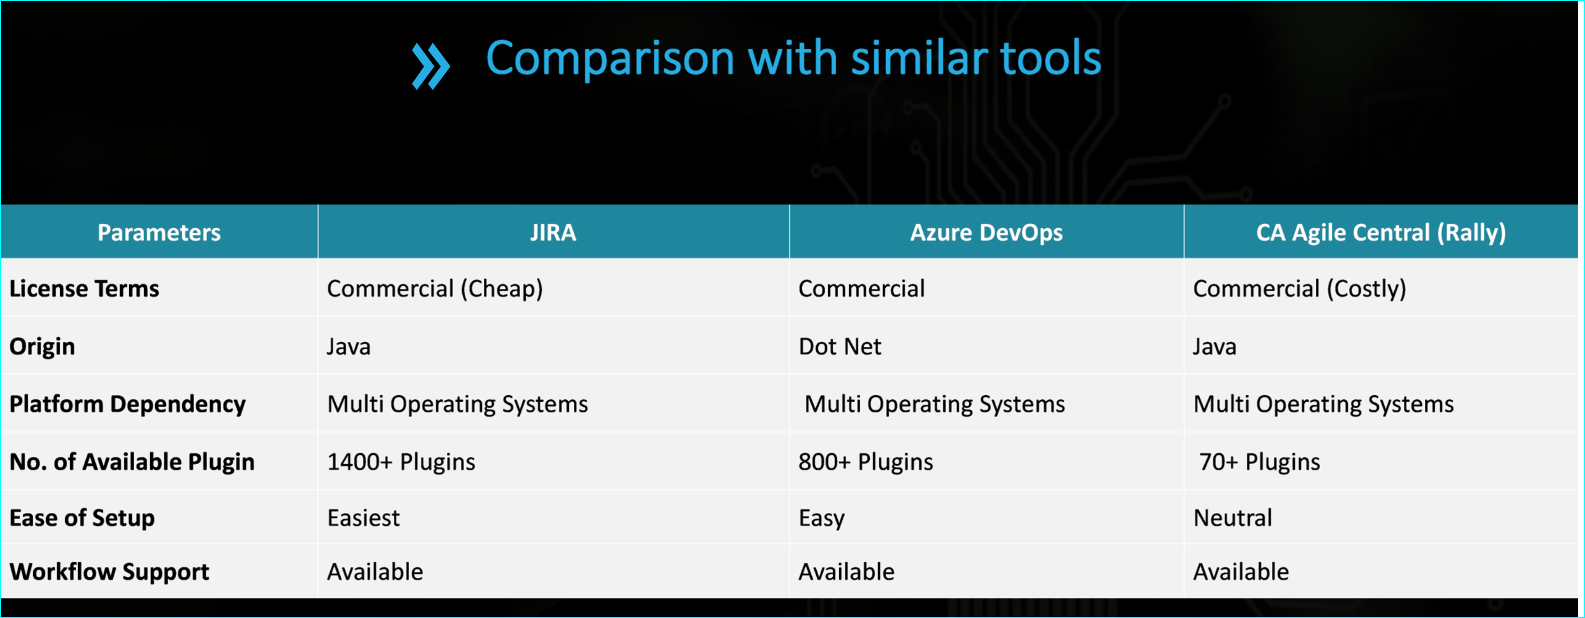 Comparison with similar tools
Parameters JIRA Azure DevOps CA Agile Central (Rally)
License Terms Commercial (Cheap) Commercial Commercial (Costly)
Origin Java Dot Net Java
Platform Dependency Multi Operating Systems Multi Operating Systems Multi Operating Systems
No. of Available Plugin 1400+ Plugins 800+ Plugins 70+ Plugins
Ease of Setup Easiest Easy Neutral
Workflow Support Available Available Available